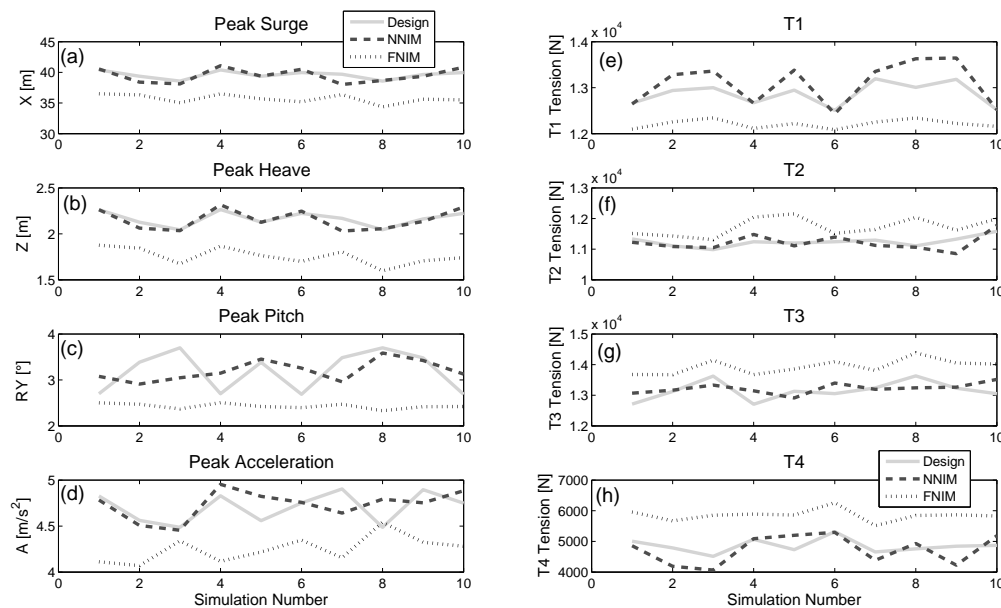 Peak Surge
(a)
X [m]
45
40
35
30
0 2 4 6 8 10
Design
NNIM
FNIM
Peak Heave
(b)
Z [m]
2.5
2
1.5
0 2 4 6 8 10
Peak Pitch
(c)
RY [º]
4
3
2
0 2 4 6 8 10
Peak Acceleration
(d)
A [m/s²]
5
4.5
4
0 2 4 6 8 10
Simulation Number
T1
x 10⁴
(e)
T1 Tension [N]
1.4
1.3
1.2
0 2 4 6 8 10
T2
x 10⁴
(f)
T2 Tension [N]
1.3
1.2
1.1
1
0 2 4 6 8 10
T3
x 10⁴
(g)
T3 Tension [N]
1.5
1.4
1.3
1.2
0 2 4 6 8 10
T4
(h)
T4 Tension [N]
7000
6000
5000
4000
0 2 4 6 8 10
Design
NNIM
FNIM
Simulation Number